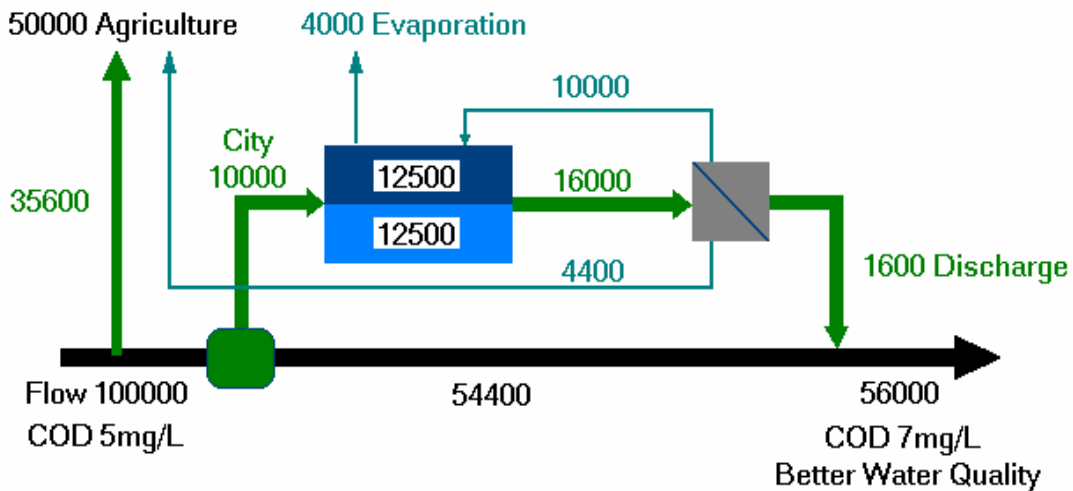 50000 Agriculture
4000 Evaporation
10000
City
10000
12500
16000
35600
12500
4400
1600 Discharge
Flow 100000
54400
56000
COD 5mg/L
COD 7mg/L
Better Water Quality